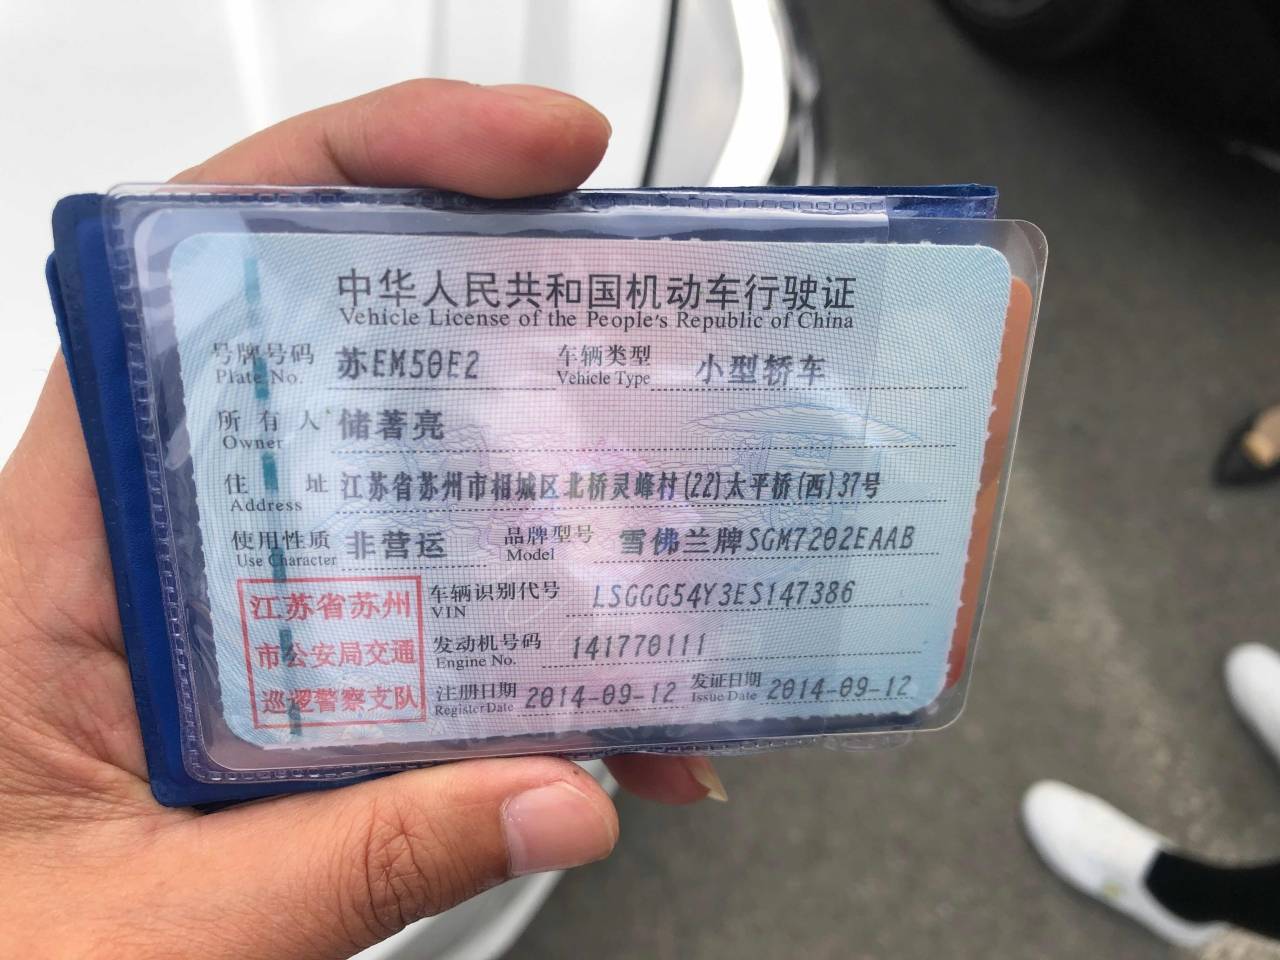 中华人民共和国机动车行驶证
Vehicle License of the People's Republic of China
号牌号码 苏EM50E2 车辆类型 小型轿车
Plate No. Vehicle Type
所有人 储著亮
Owner
住址 江苏省苏州市相城区北桥灵峰村(22)太平桥(西)37号
Address
使用性质 非营运 品牌型号 雪佛兰牌SGM7202EAAB
Use Character Model
江苏省苏州
市公安局交通
巡逻警察支队
车辆识别代号 LSGGG54Y3ES147386
VIN
发动机号码 141770111
Engine No.
注册日期 2014-09-12 发证日期 2014-09-12
Register Date Issue Date